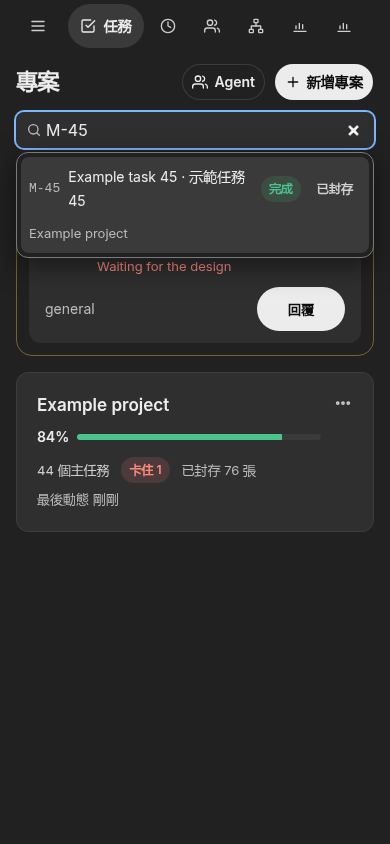 任務
專案
Agent
新增專案
M-45
M-45
Example task 45 · 示範任務
45
完成
已封存
Example project
Waiting for the design
general
回覆
Example project
84%
44 個主任務
卡住 1
已封存 76 張
最後動態 剛剛